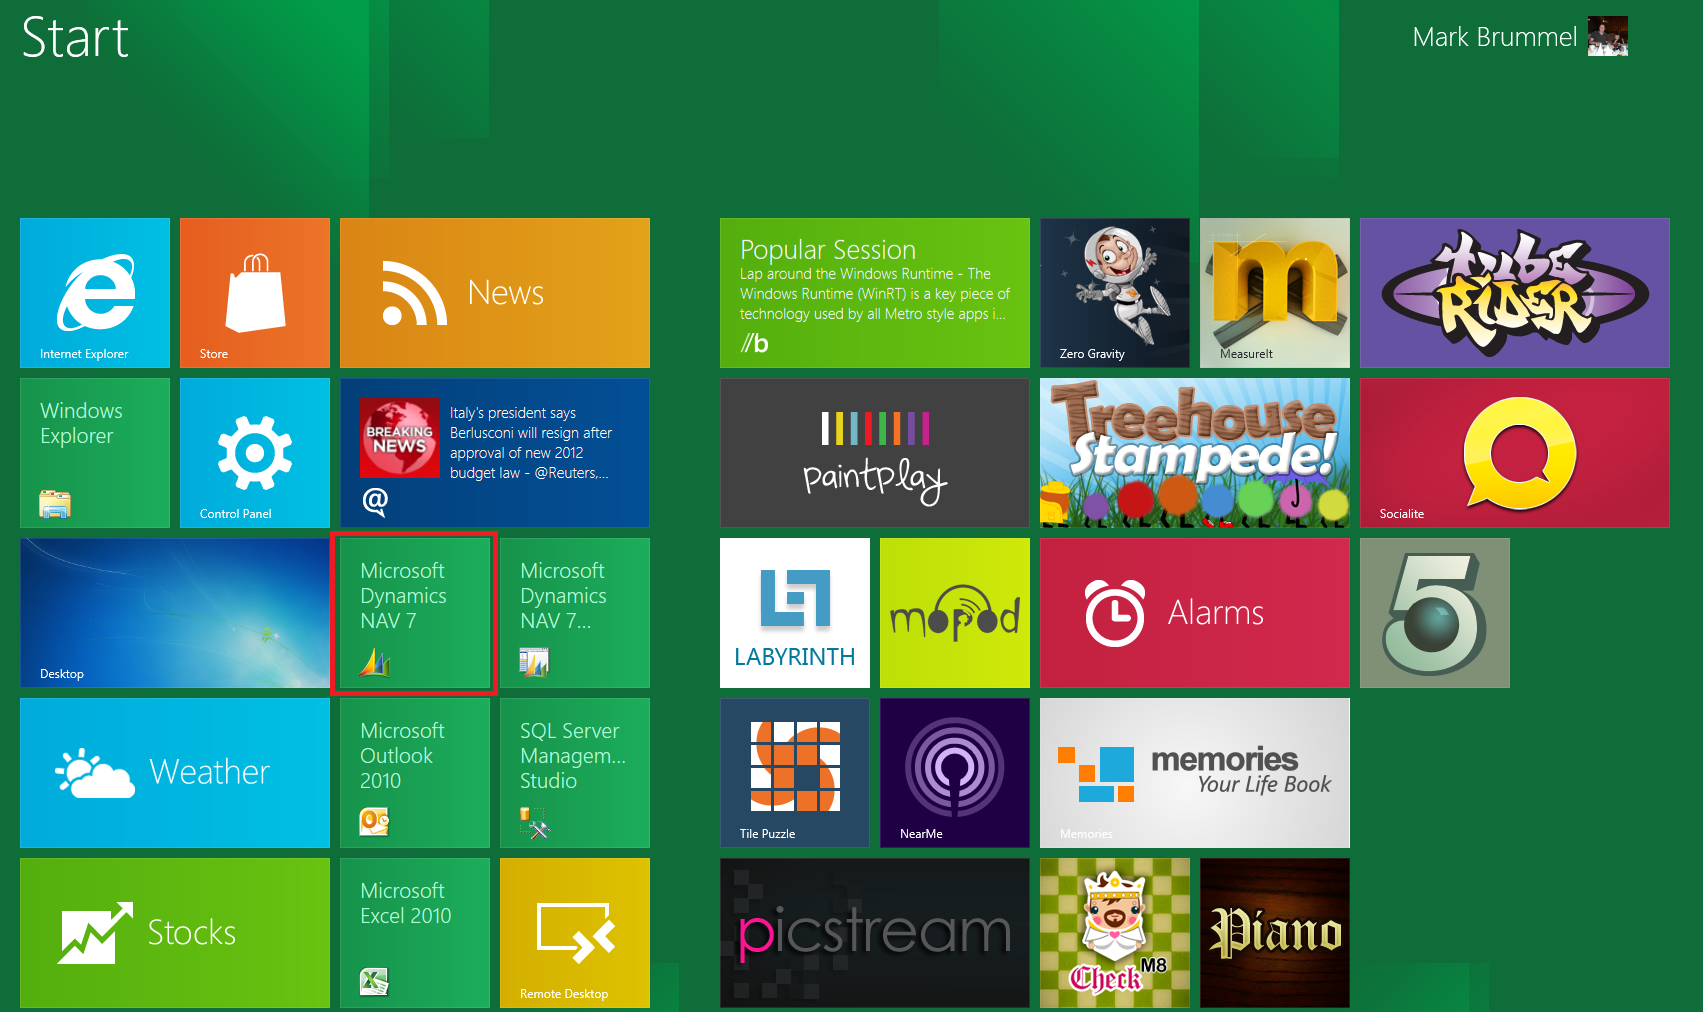 Start
Mark Brummel
Internet Explorer
Store
News
Windows
Explorer
Control Panel
BREAKING
NEWS
Italy's president says
Berlusconi will resign after
approval of new 2012
budget law - @Reuters,...
@
Desktop
Microsoft
Dynamics
NAV 7
Microsoft
Dynamics
NAV 7...
Weather
Microsoft
Outlook
2010
SQL Server
Managem...
Studio
Stocks
Microsoft
Excel 2010
Remote Desktop
Popular Session
Lap around the Windows Runtime - The
Windows Runtime (WinRT) is a key piece of
technology used by all Metro style apps i...
//b
Zero Gravity
m
MeasureIt
tube
RiDER
paintplay
Treehouse
Stampede!
Socialite
LABYRINTH
mopod
Alarms
5
Tile Puzzle
NearMe
memories
Your Life Book
Memories
picstream
Check M8
Piano